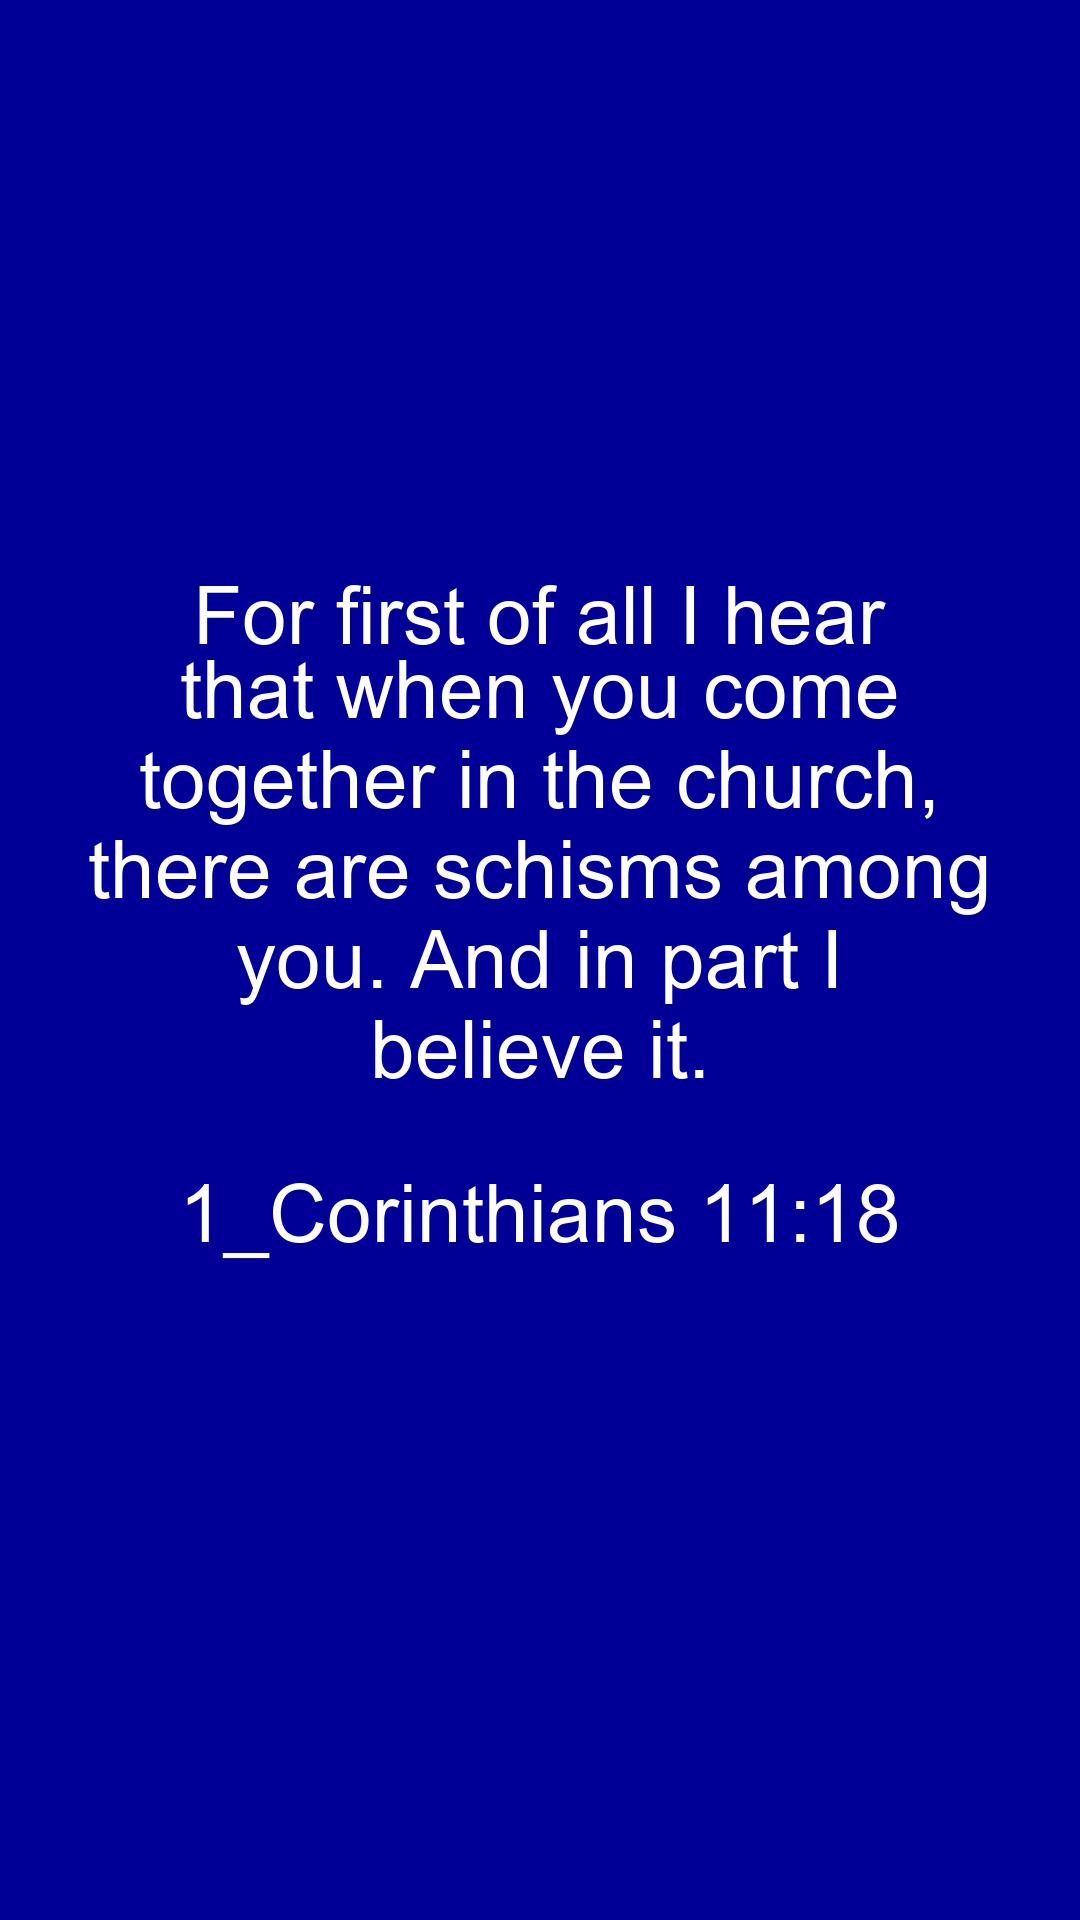 For first of all I hear
that when you come
together in the church,
there are schisms among
you. And in part I
believe it.
1_Corinthians 11:18